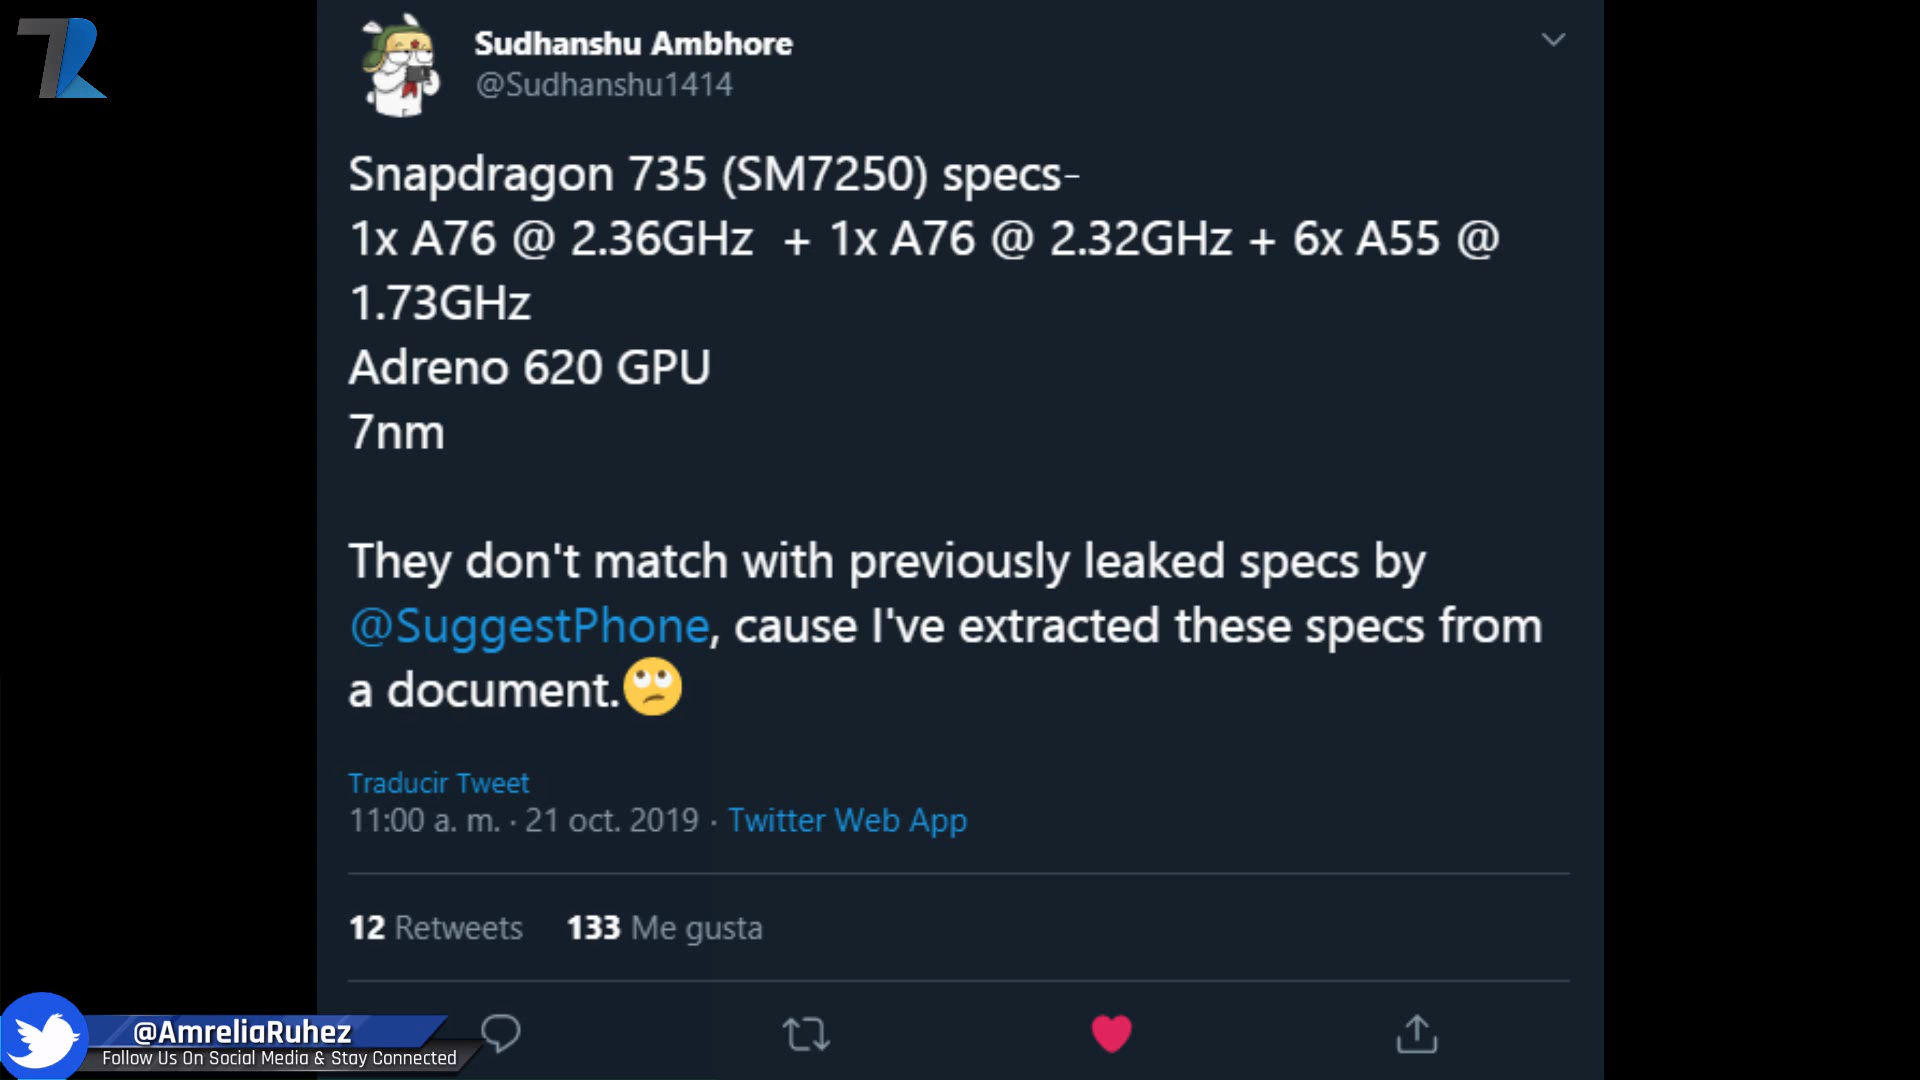 Sudhanshu Ambhore
@Sudhanshu1414
Snapdragon 735 (SM7250) specs-
1x A76 @ 2.36GHz + 1x A76 @ 2.32GHz + 6x A55 @
1.73GHz
Adreno 620 GPU
7nm
They don't match with previously leaked specs by
@SuggestPhone, cause I've extracted these specs from
a document.🙄
Traducir Tweet
11:00 a. m. · 21 oct. 2019 · Twitter Web App
12 Retweets 133 Me gusta
@AmreliaRuhez
Follow Us On Social Media & Stay Connected